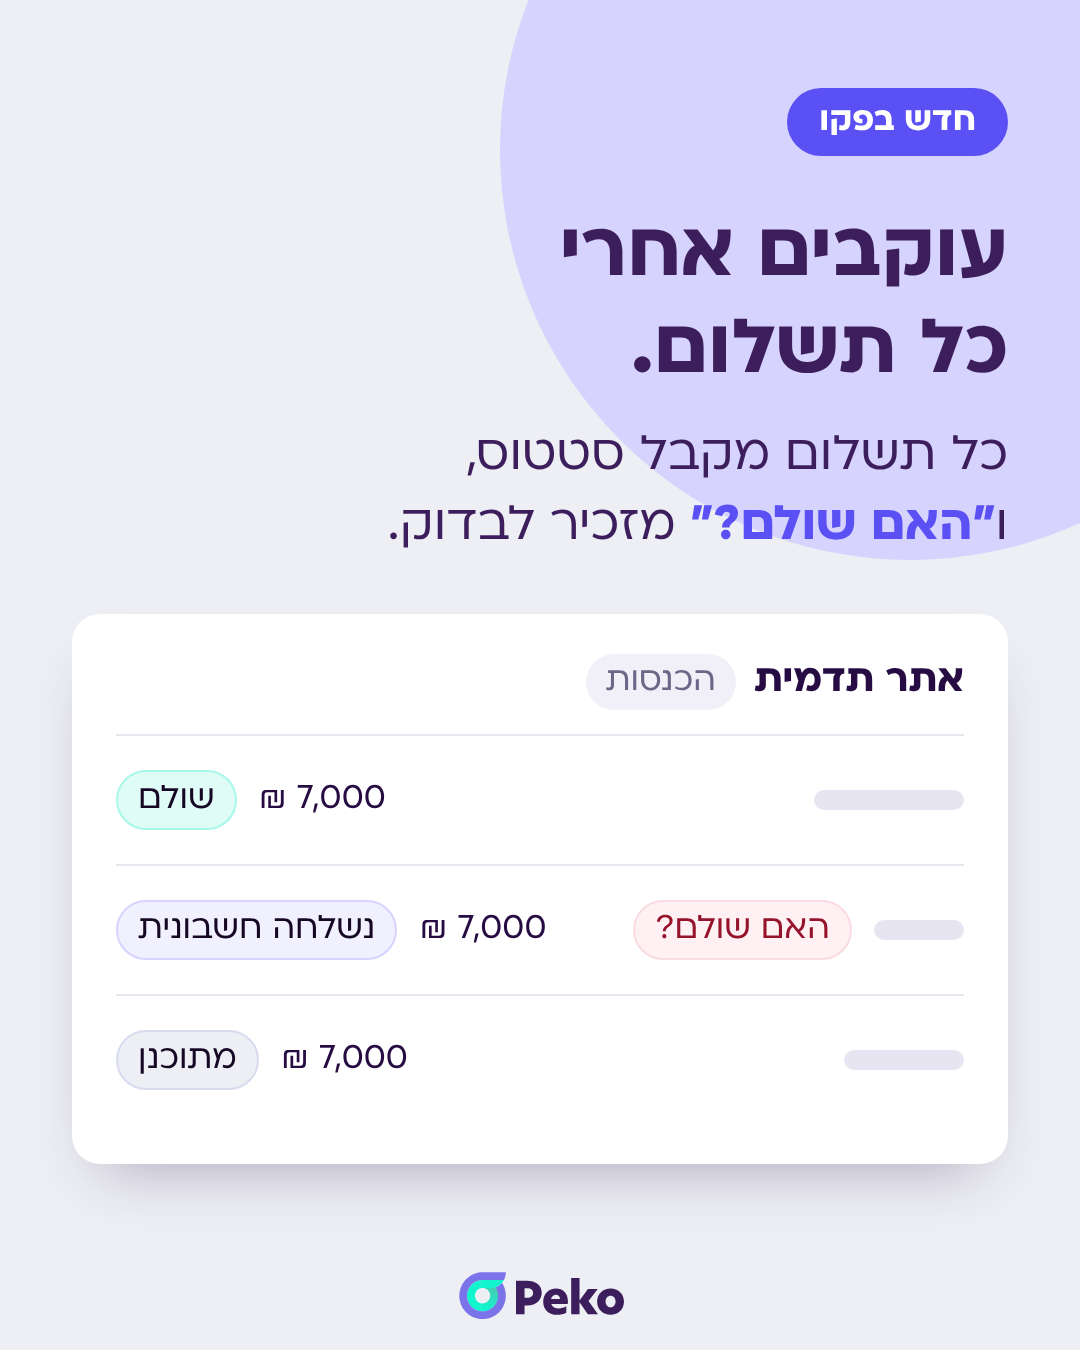 חדש בפקו
עוקבים אחרי
כל תשלום.
כל תשלום מקבל סטטוס,
ו"האם שולם?" מזכיר לבדוק.
אתר תדמית הכנסות
7,000 ₪ שולם
האם שולם? 7,000 ₪ נשלחה חשבונית
7,000 ₪ מתוכנן
Peko